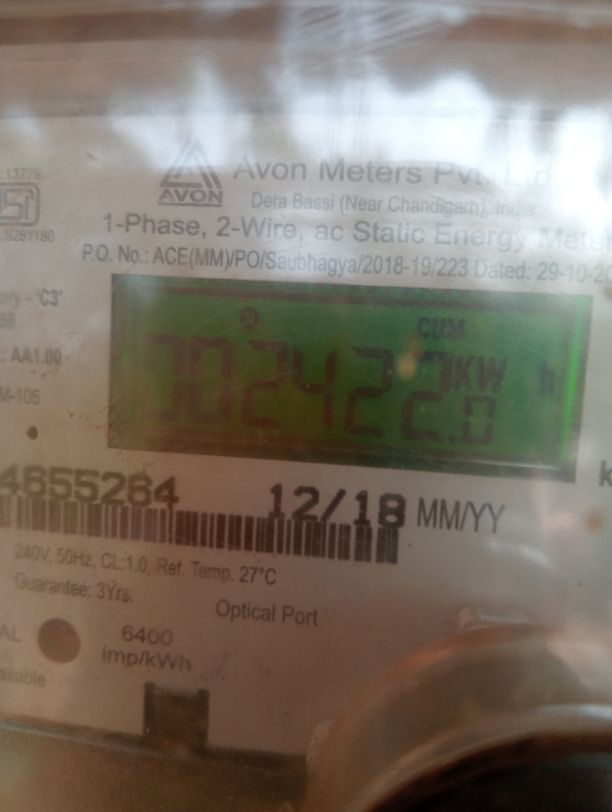 :13779
AVON
Avon Meters Pvt. Ltd
Dera Bassi (Near Chandigarh), India
1-Phase, 2-Wire, ac Static Energy Meter
P.O. No.: ACE(MM)/PO/Saubhagya/2018-19/223 Dated: 29-10-20
'C3'
: AA1.00
M-106
CUM
KW h
4655264 12/18 MM/YY
240V, 50Hz, CL:1.0, Ref. Temp. 27°C
Guarantee: 3Yrs.
Optical Port
6400
imp/kWh